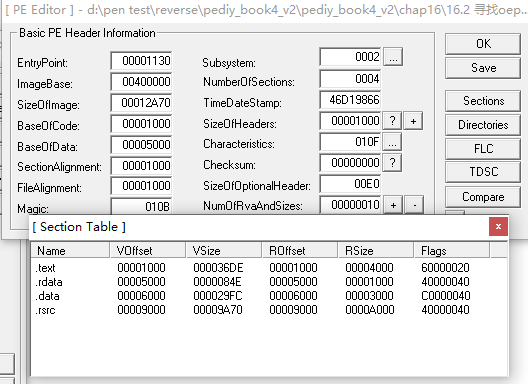 [ PE Editor ] - d:\pen test\reverse\pediy_book4_v2\pediy_book4_v2\chap16\16.2 寻找oep...
Basic PE Header Information
EntryPoint: 00001130
ImageBase: 00400000
SizeOfImage: 00012A70
BaseOfCode: 00001000
BaseOfData: 00005000
SectionAlignment: 00001000
FileAlignment: 00001000
Magic: 010B
Subsystem: 0002 ...
NumberOfSections: 0004
TimeDateStamp: 46D19866
SizeOfHeaders: 00001000 ? +
Characteristics: 010F ...
Checksum: 00000000 ?
SizeOfOptionalHeader: 00E0
NumOfRvaAndSizes: 00000010 + -
OK
Save
Sections
Directories
FLC
TDSC
Compare
[ Section Table ] x
Name VOffset VSize ROffset RSize Flags
.text 00001000 000036DE 00001000 00004000 60000020
.rdata 00005000 0000084E 00005000 00001000 40000040
.data 00006000 000029FC 00006000 00003000 C0000040
.rsrc 00009000 00009A70 00009000 0000A000 40000040